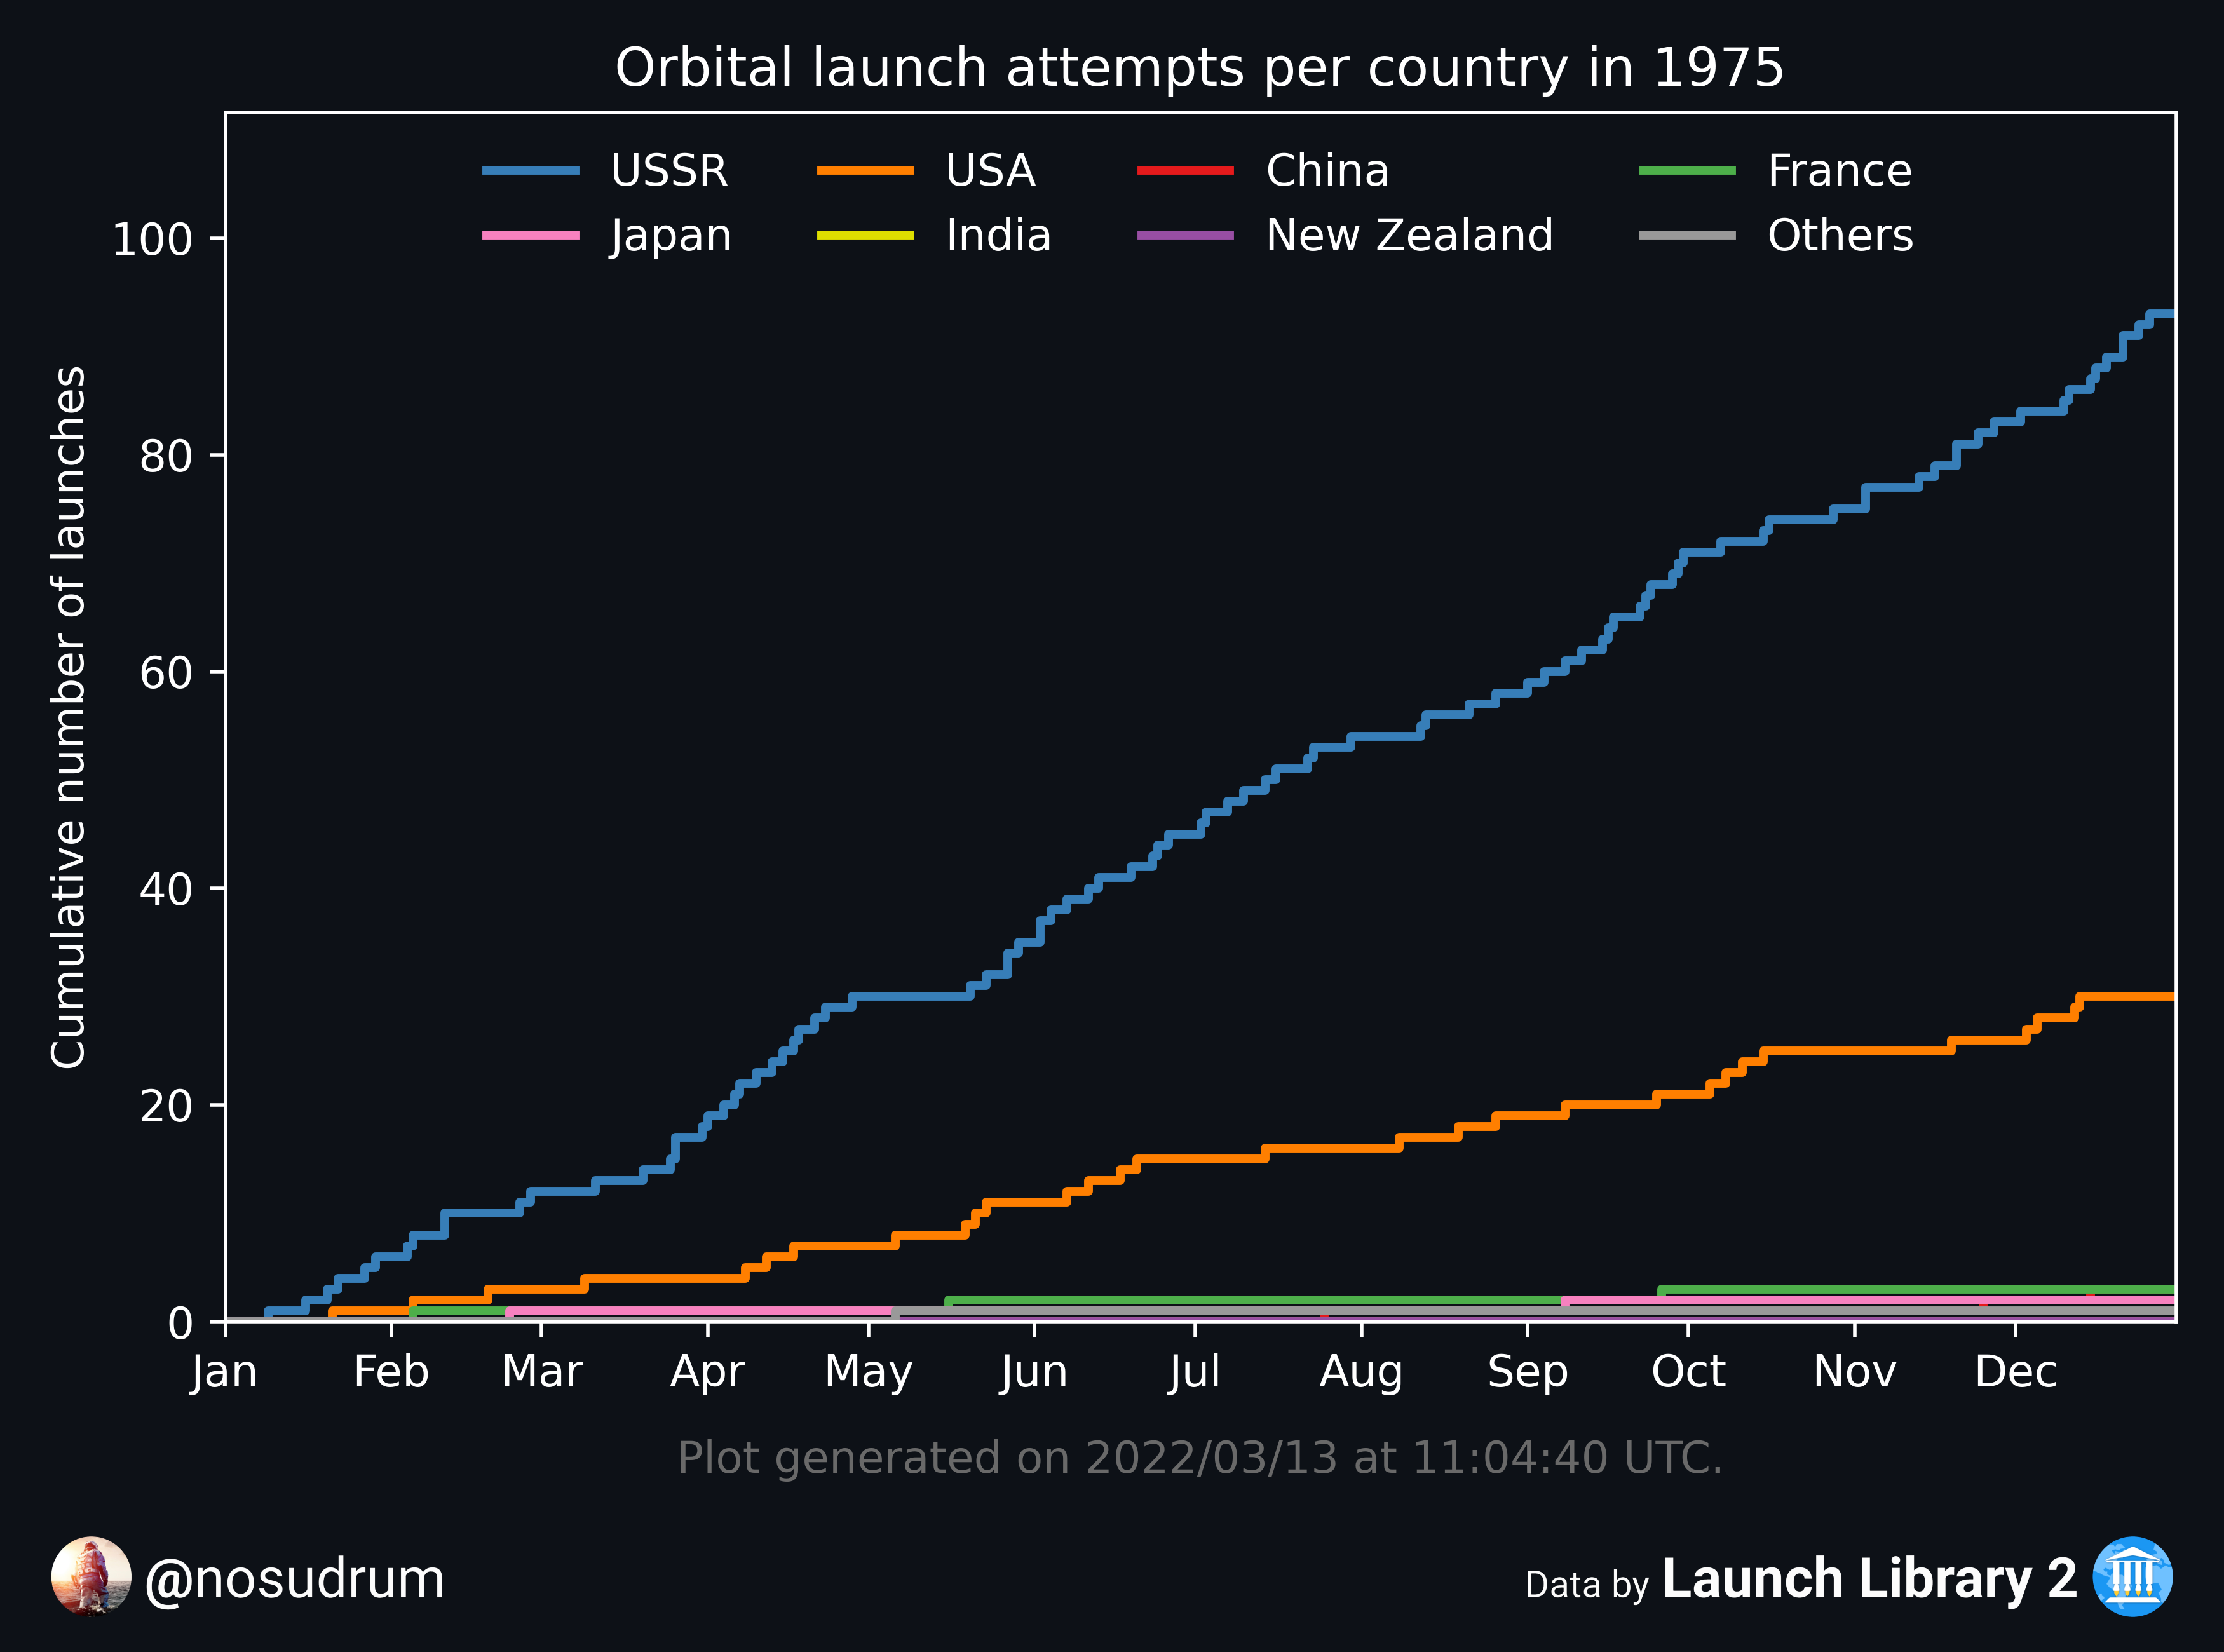 Orbital launch attempts per country in 1975
USSR USA China France
Japan India New Zealand Others
Cumulative number of launches
100
80
60
40
20
0
Jan Feb Mar Apr May Jun Jul Aug Sep Oct Nov Dec
Plot generated on 2022/03/13 at 11:04:40 UTC.
@nosudrum
Data by Launch Library 2